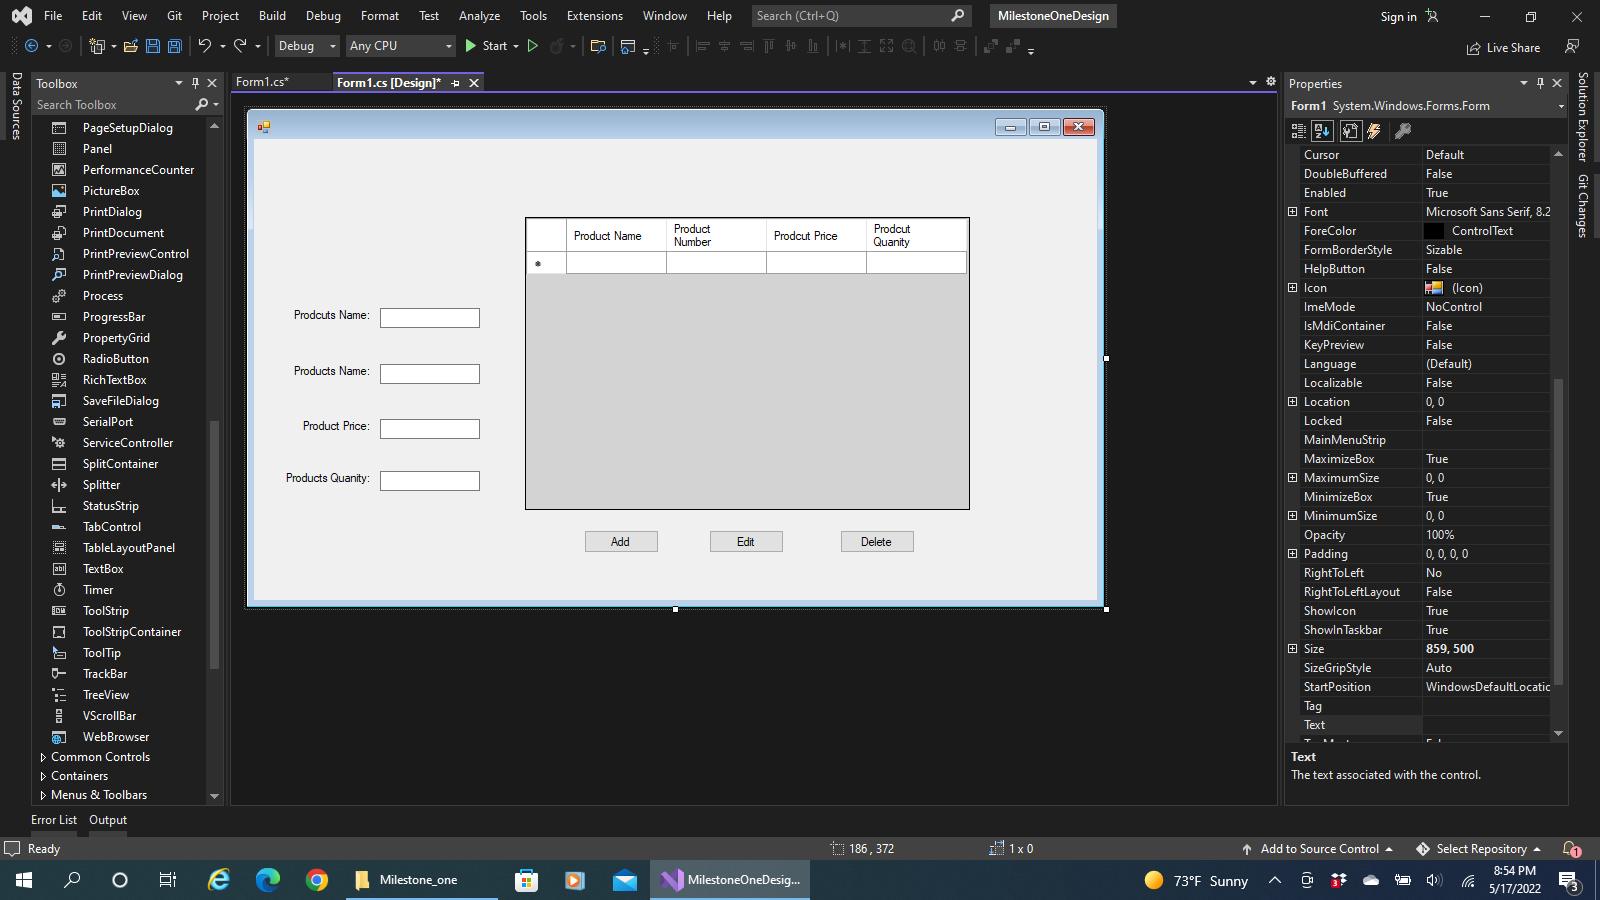 File Edit View Git Project Build Debug Format Test Analyze Tools Extensions Window Help Search (Ctrl+Q) MilestoneOneDesign Sign in
Debug Any CPU Start Live Share
Data Sources
Toolbox
Search Toolbox
PageSetupDialog
Panel
PerformanceCounter
PictureBox
PrintDialog
PrintDocument
PrintPreviewControl
PrintPreviewDialog
Process
ProgressBar
PropertyGrid
RadioButton
RichTextBox
SaveFileDialog
SerialPort
ServiceController
SplitContainer
Splitter
StatusStrip
TabControl
TableLayoutPanel
TextBox
Timer
ToolStrip
ToolStripContainer
ToolTip
TrackBar
TreeView
VScrollBar
WebBrowser
Common Controls
Containers
Menus & Toolbars
Form1.cs* Form1.cs [Design]*
Product Name Product Number Prodcut Price Prodcut Quanity
Prodcuts Name:
Products Name:
Product Price:
Products Quanity:
Add Edit Delete
Properties
Form1 System.Windows.Forms.Form
Cursor Default
DoubleBuffered False
Enabled True
Font Microsoft Sans Serif, 8.2
ForeColor ControlText
FormBorderStyle Sizable
HelpButton False
Icon (Icon)
ImeMode NoControl
IsMdiContainer False
KeyPreview False
Language (Default)
Localizable False
Location 0, 0
Locked False
MainMenuStrip
MaximizeBox True
MaximumSize 0, 0
MinimizeBox True
MinimumSize 0, 0
Opacity 100%
Padding 0, 0, 0, 0
RightToLeft No
RightToLeftLayout False
ShowIcon True
ShowInTaskbar True
Size 859, 500
SizeGripStyle Auto
StartPosition WindowsDefaultLocatio
Tag
Text
Text
The text associated with the control.
Solution Explorer
Git Changes
Error List Output
Ready 186 , 372 1 x 0 Add to Source Control Select Repository 1
Milestone_one MilestoneOneDesig... 73°F Sunny 3 8:54 PM
5/17/2022 3